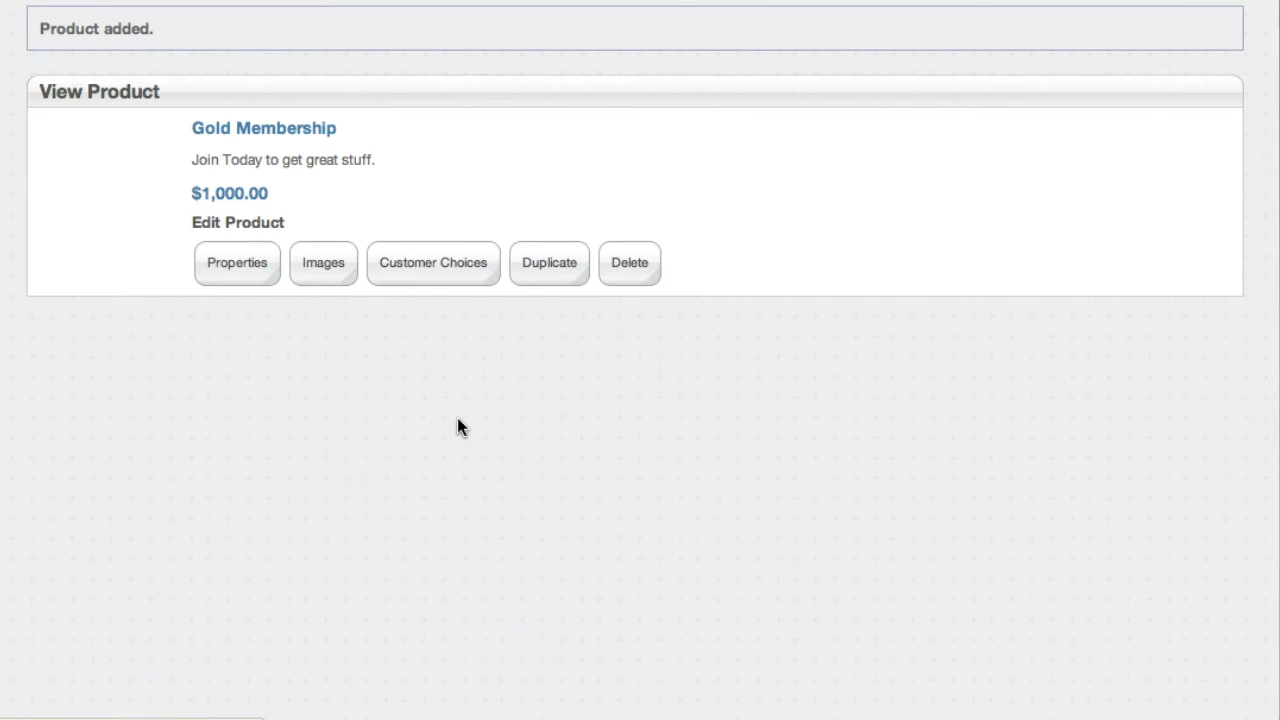 Product added.
View Product
Gold Membership
Join Today to get great stuff.
$1,000.00
Edit Product
Properties Images Customer Choices Duplicate Delete